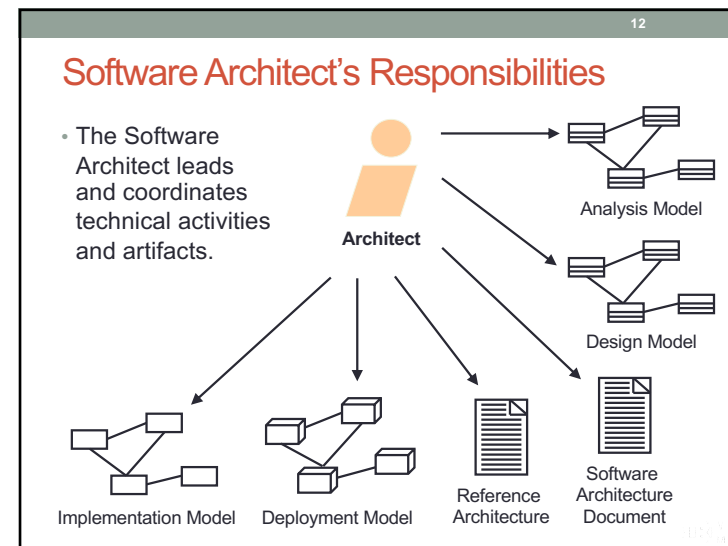 12
Software Architect's Responsibilities
• The Software
Architect leads
and coordinates
technical activities
and artifacts.
Architect
Analysis Model
Design Model
Implementation Model
Deployment Model
Reference
Architecture
Software
Architecture
Document